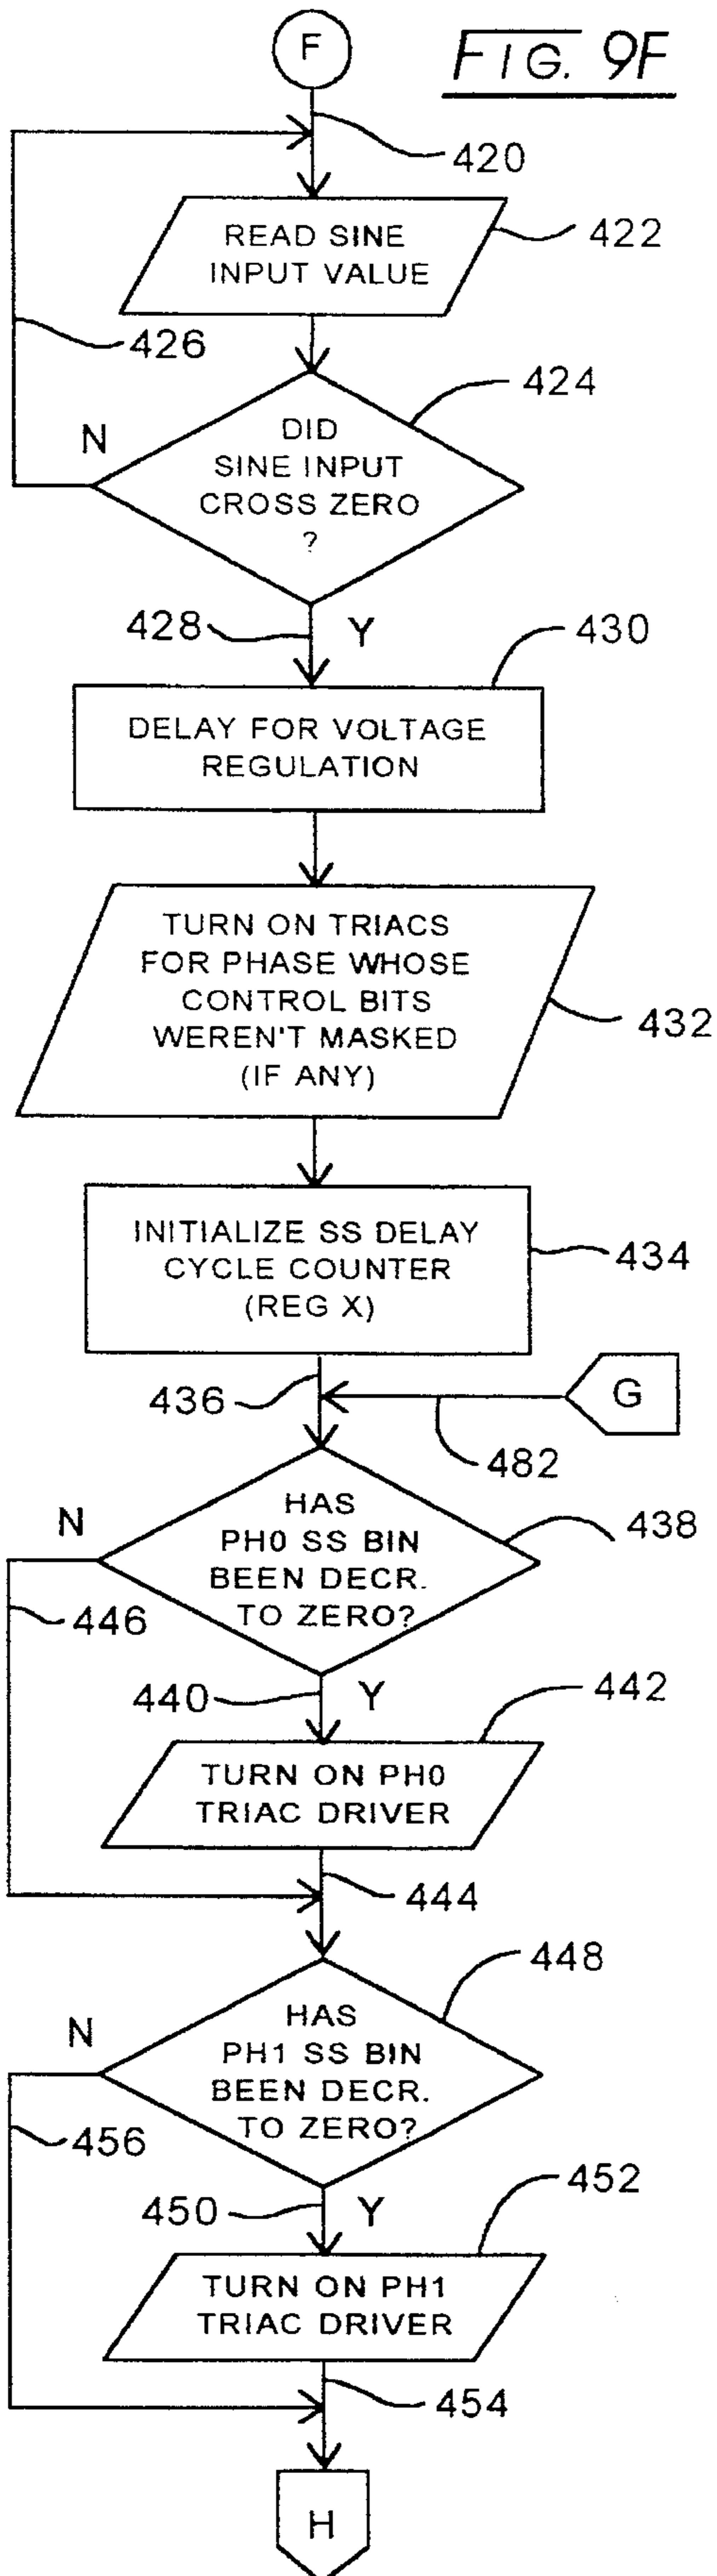 F
FIG. 9F
420
READ SINE
INPUT VALUE
422
426
424
N
DID
SINE INPUT
CROSS ZERO
?
428
Y
430
DELAY FOR VOLTAGE
REGULATION
TURN ON TRIACS
FOR PHASE WHOSE
CONTROL BITS
WEREN'T MASKED
(IF ANY)
432
INITIALIZE SS DELAY
CYCLE COUNTER
(REG X)
434
436
G
482
N
HAS
PH0 SS BIN
BEEN DECR.
TO ZERO?
438
446
440
Y
442
TURN ON PH0
TRIAC DRIVER
444
448
N
HAS
PH1 SS BIN
BEEN DECR.
TO ZERO?
456
450
Y
452
TURN ON PH1
TRIAC DRIVER
454
H